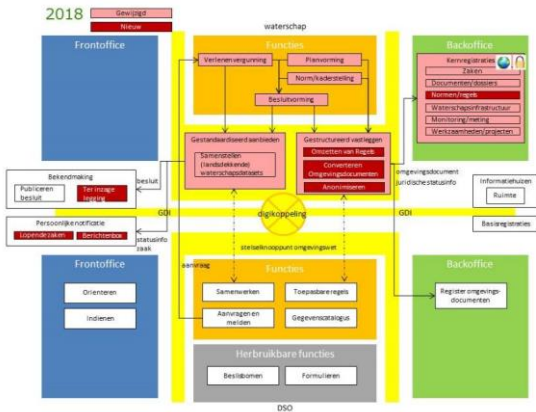 2018
Gewijzigd
Nieuw
waterschap
Frontoffice
Functies
Backoffice
Verlenen vergunning
Planvorming
Norm/kaderstelling
Besluitvorming
Kernregistraties
Zaken
Documenten/dossiers
Normen/regels
Waterschapsinfrastructuur
Monitoring/meting
Werkzaamheden/projecten
Gestandaardiseerd aanbieden
Samenstellen
(landsdekkende)
waterschapsdatasets
Gestructureerd vastleggen
Omzetten van Regels
Converteren
Omgevingsdocumenten
Anonimiseren
Bekendmaking
Publiceren
besluit
Ter inzage
legging
besluit
omgevingsdocument
juridische statusinfo
Informatiehuizen
Ruimte
GDI
digikoppeling
GDI
Persoonlijke notificatie
Lopende zaken
Berichtenbox
statusinfo
zaak
Basisregistraties
stelselknooppunt omgevingswet
aanvraag
Frontoffice
Functies
Backoffice
Orienteren
Indienen
Samenwerken
Toepasbare regels
Aanvragen en
melden
Gegevenscatalogus
Register omgevings-
documenten
Herbruikbare functies
Beslisbomen
Formulieren
DSO